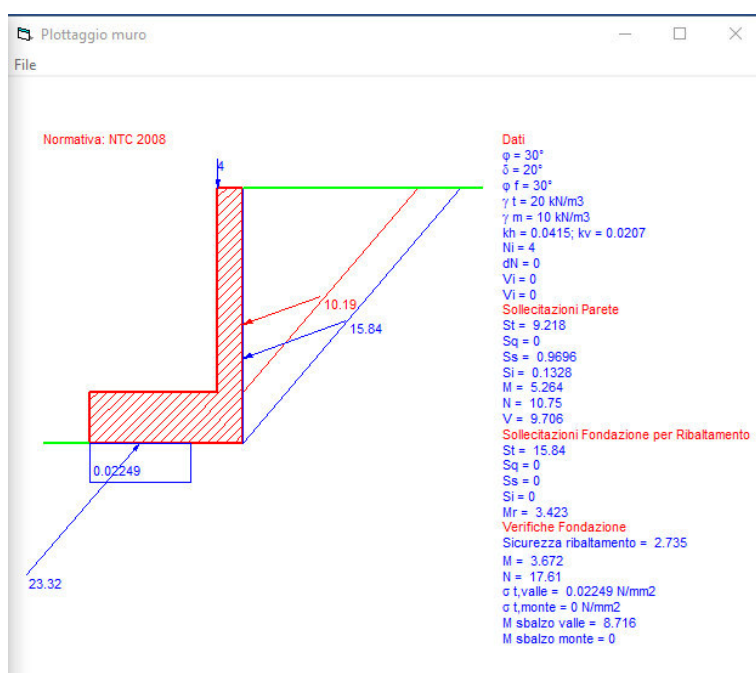 Plottaggio muro
File
Normativa: NTC 2008
4
10.19
15.84
0.02249
23.32
Dati
φ = 30°
δ = 20°
φ f = 30°
γ t = 20 kN/m3
γ m = 10 kN/m3
kh = 0.0415; kv = 0.0207
Ni = 4
dN = 0
Vi = 0
Vi = 0
Sollecitazioni Parete
St = 9.218
Sq = 0
Ss = 0.9696
Si = 0.1328
M = 5.264
N = 10.75
V = 9.706
Sollecitazioni Fondazione per Ribaltamento
St = 15.84
Sq = 0
Ss = 0
Si = 0
Mr = 3.423
Verifiche Fondazione
Sicurezza ribaltamento = 2.735
M = 3.672
N = 17.61
σ t,valle = 0.02249 N/mm2
σ t,monte = 0 N/mm2
M sbalzo valle = 8.716
M sbalzo monte = 0